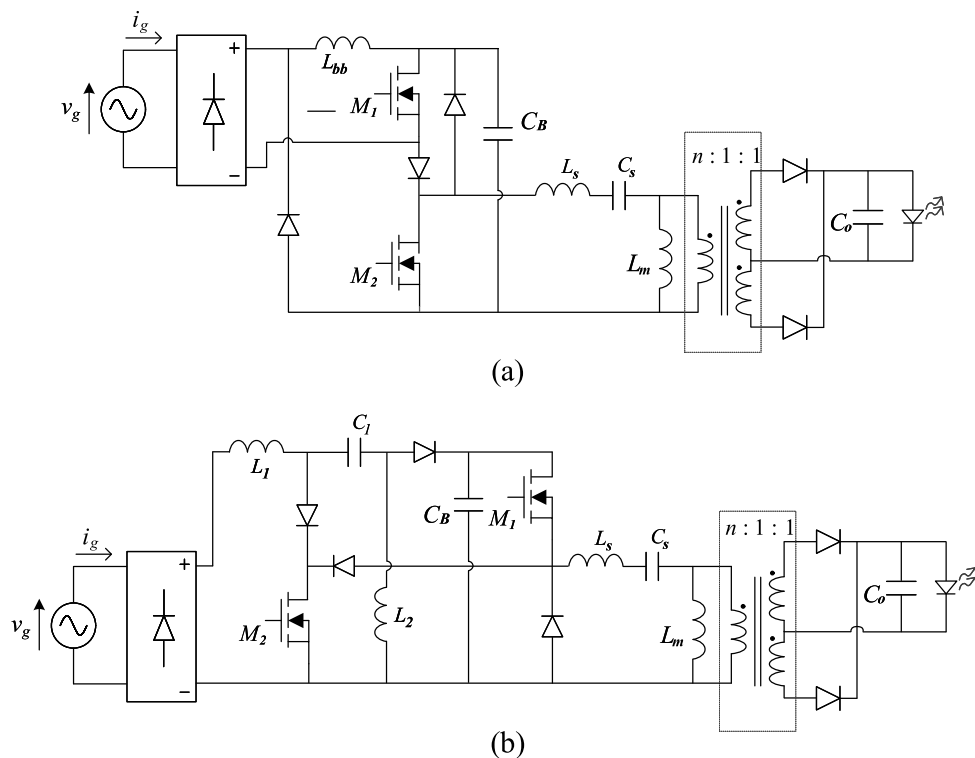 i_g
+
L_bb
M_1
v_g
C_B
n : 1 : 1
−
L_s
C_s
C_o
M_2
L_m
(a)
C_1
L_1
C_B
M_1
n : 1 : 1
i_g
+
L_s
C_s
C_o
v_g
M_2
L_2
L_m
−
(b)